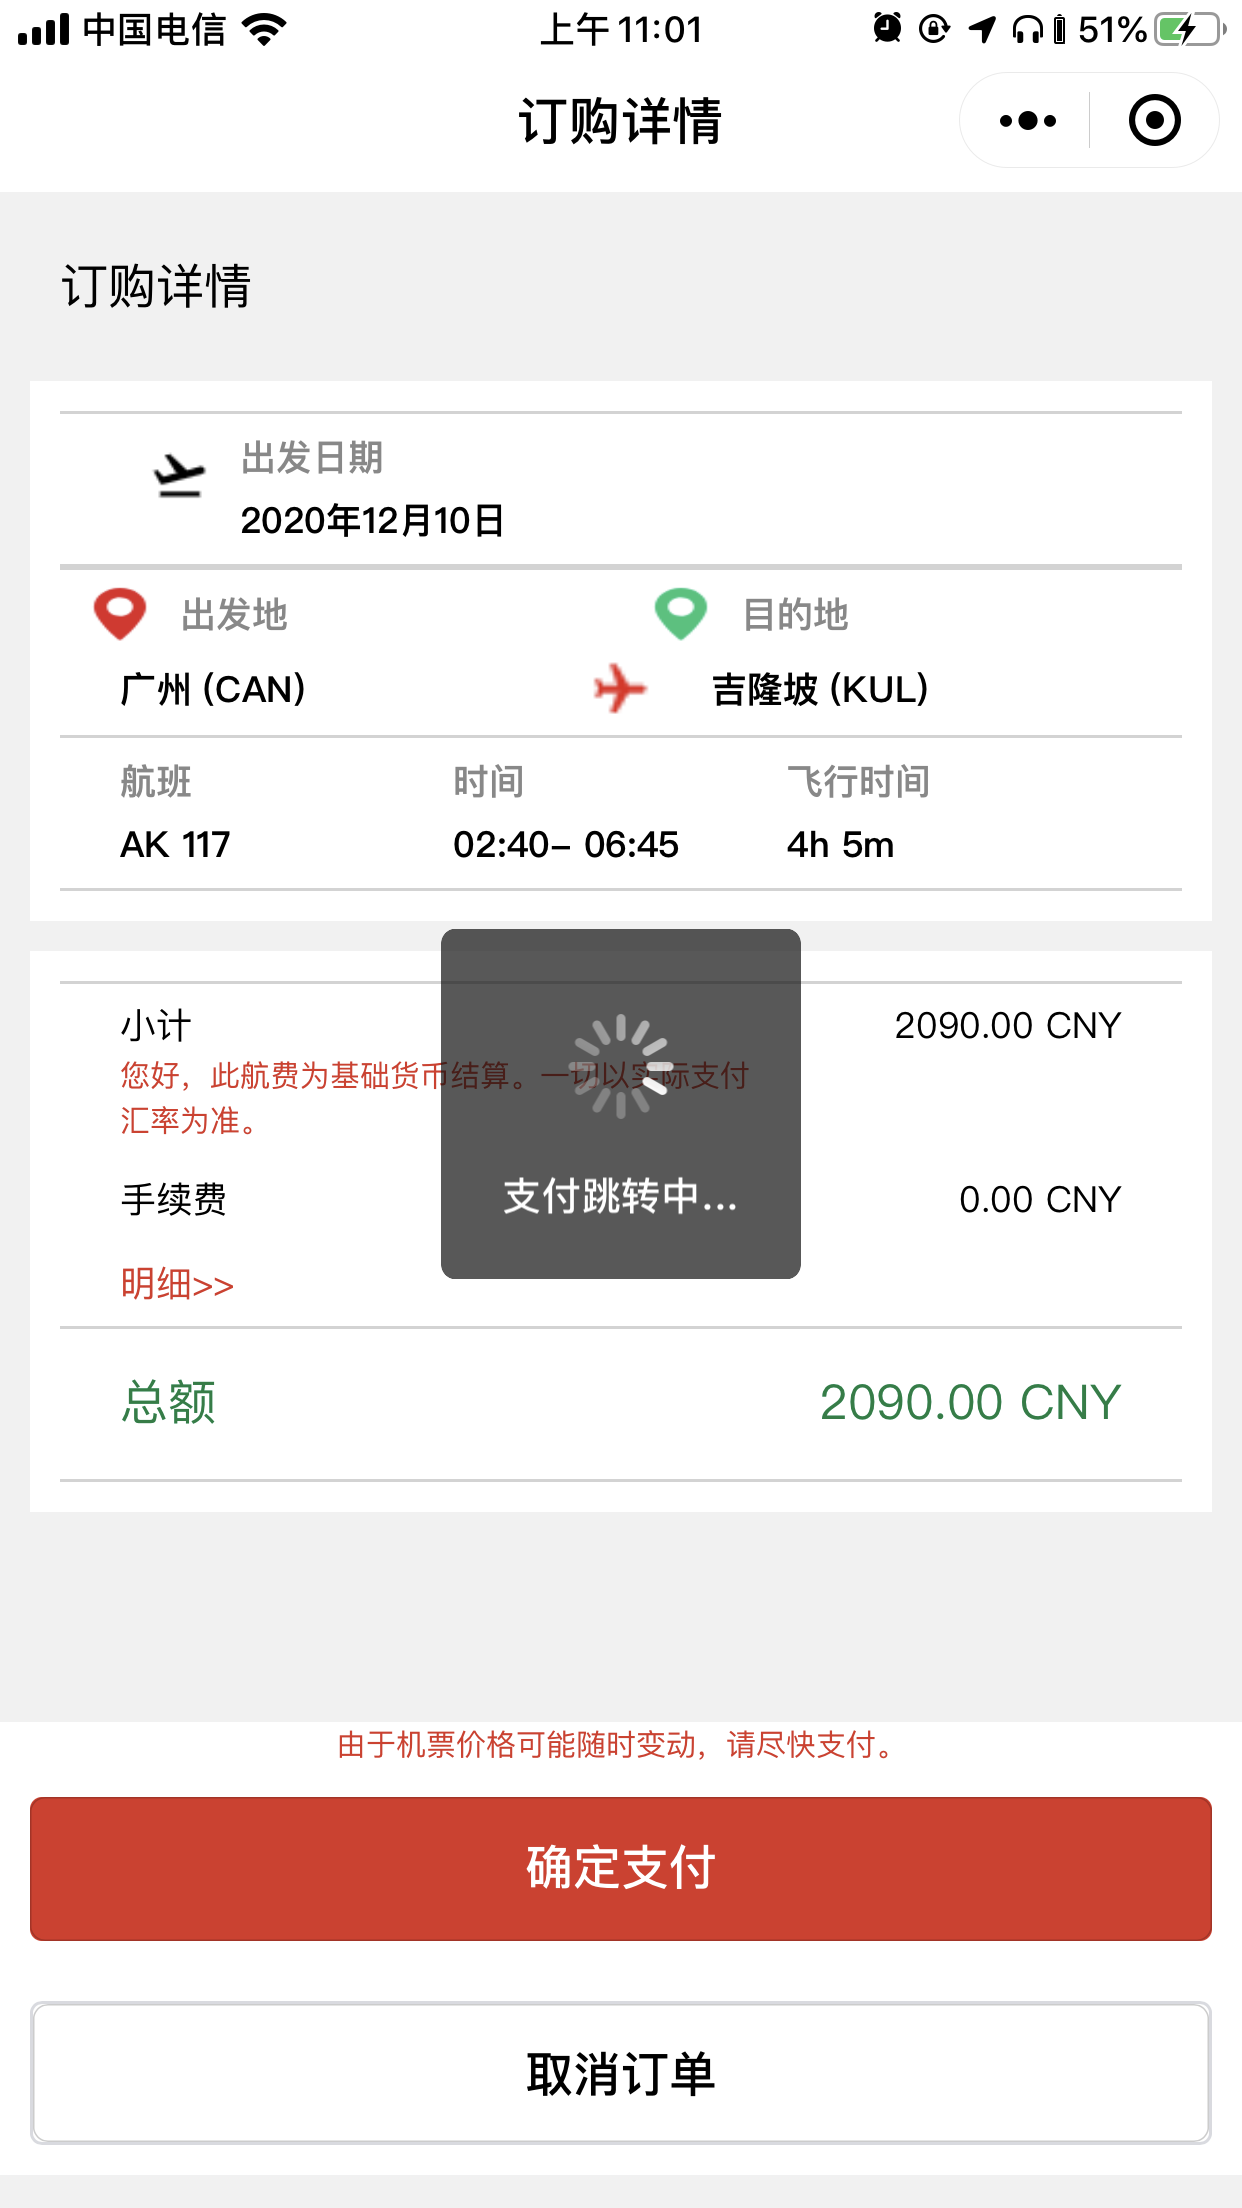 中国电信
上午 11:01
51%
订购详情
订购详情
出发日期
2020年12月10日
出发地
目的地
广州 (CAN)
吉隆坡 (KUL)
航班
时间
飞行时间
AK 117
02:40– 06:45
4h 5m
小计
2090.00 CNY
您好，此航费为基础货币结算。一切以实际支付
汇率为准。
支付跳转中...
手续费
0.00 CNY
明细>>
总额
2090.00 CNY
由于机票价格可能随时变动，请尽快支付。
确定支付
取消订单